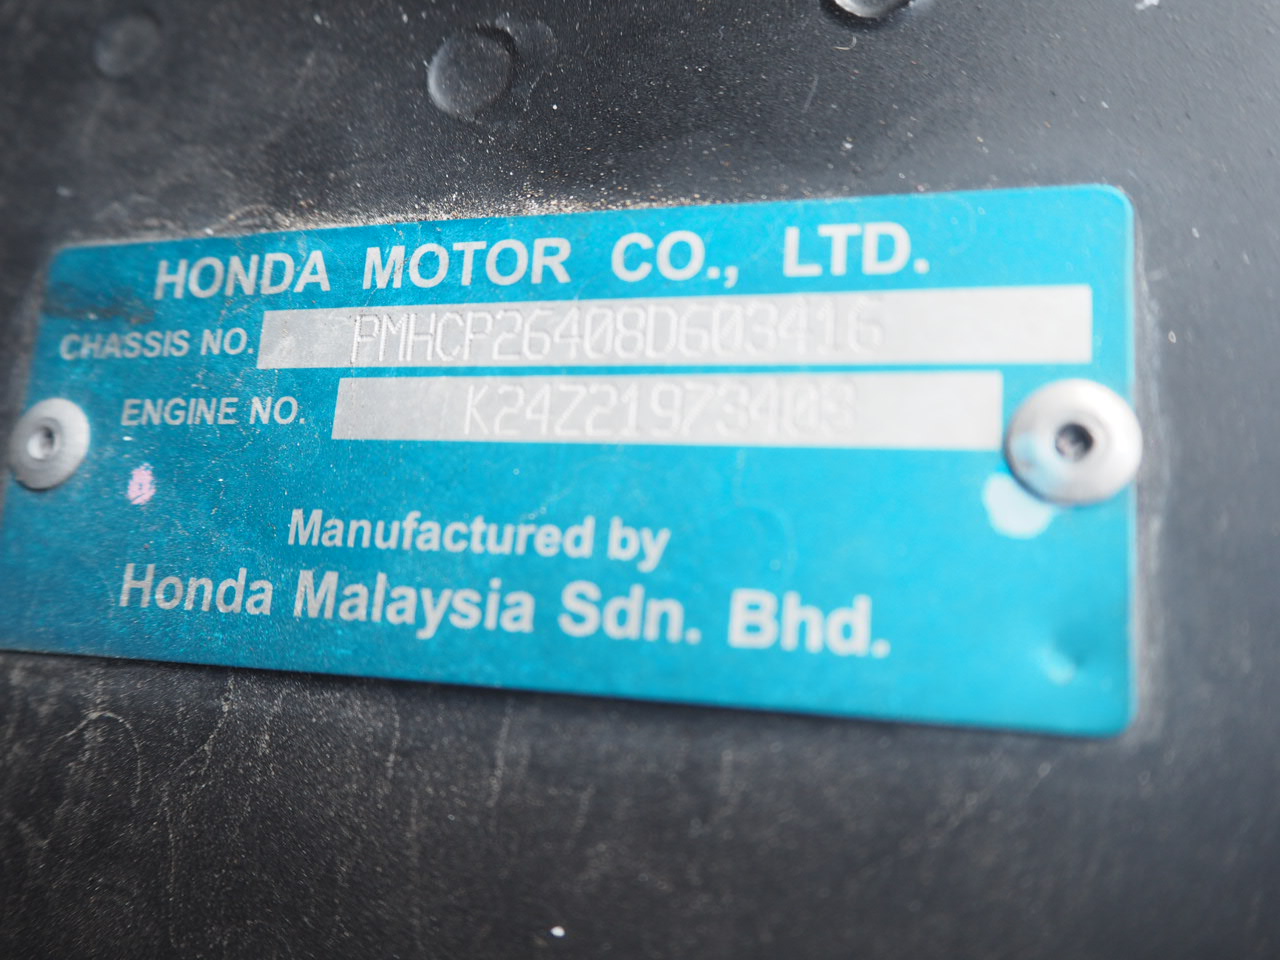 HONDA MOTOR CO., LTD.
CHASSIS NO. PMHCP26408D603416
ENGINE NO. K24Z21973403
Manufactured by
Honda Malaysia Sdn. Bhd.